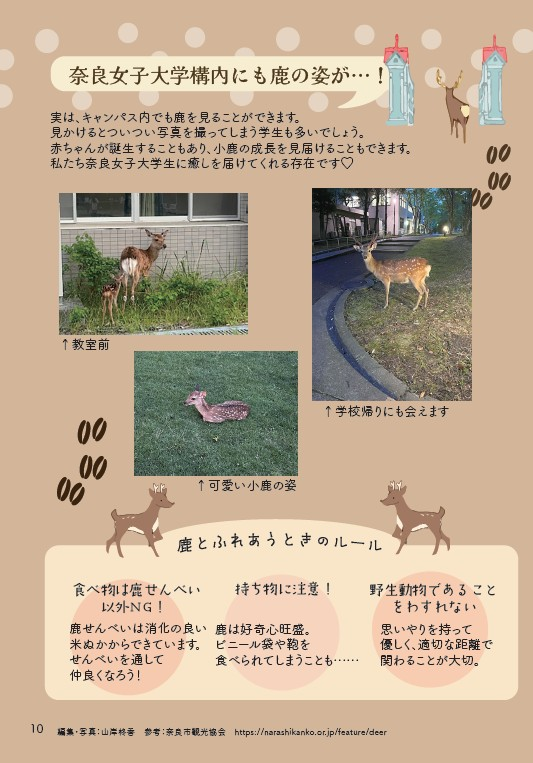 奈良女子大学構内にも鹿の姿が…！
実は、キャンパス内でも鹿を見ることができます。
見かけるとついつい写真を撮ってしまう学生も多いでしょう。
赤ちゃんが誕生することもあり、小鹿の成長を見届けることもできます。
私たち奈良女子大学生に癒しを届けてくれる存在です♡
↑教室前
↑学校帰りにも会えます
↑可愛い小鹿の姿
鹿とふれあうときのルール
食べ物は鹿せんべい
以外NG！
鹿せんべいは消化の良い
米ぬかからできています。
せんべいを通して
仲良くなろう！
持ち物に注意！
鹿は好奇心旺盛。
ビニール袋や鞄を
食べられてしまうことも……
野生動物であること
をわすれない
思いやりを持って
優しく、適切な距離で
関わることが大切。
10 編集・写真：山岸柊香 参考：奈良市観光協会 https://narashikanko.or.jp/feature/deer